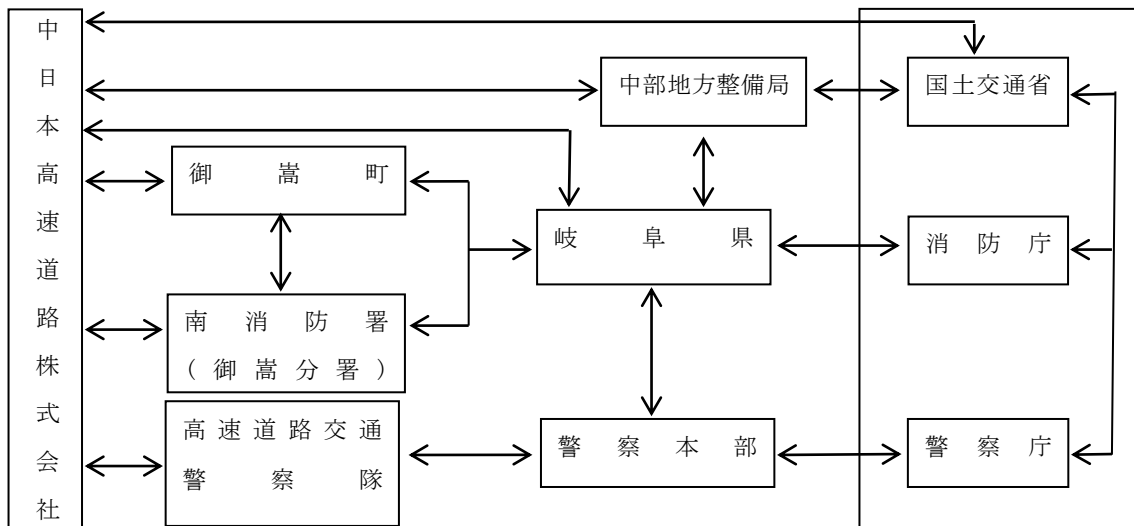 中日本高速道路株式会社
中部地方整備局
国土交通省
御嵩町
岐阜県
消防庁
南消防署
(御嵩分署)
高速道路交通
警察隊
警察本部
警察庁